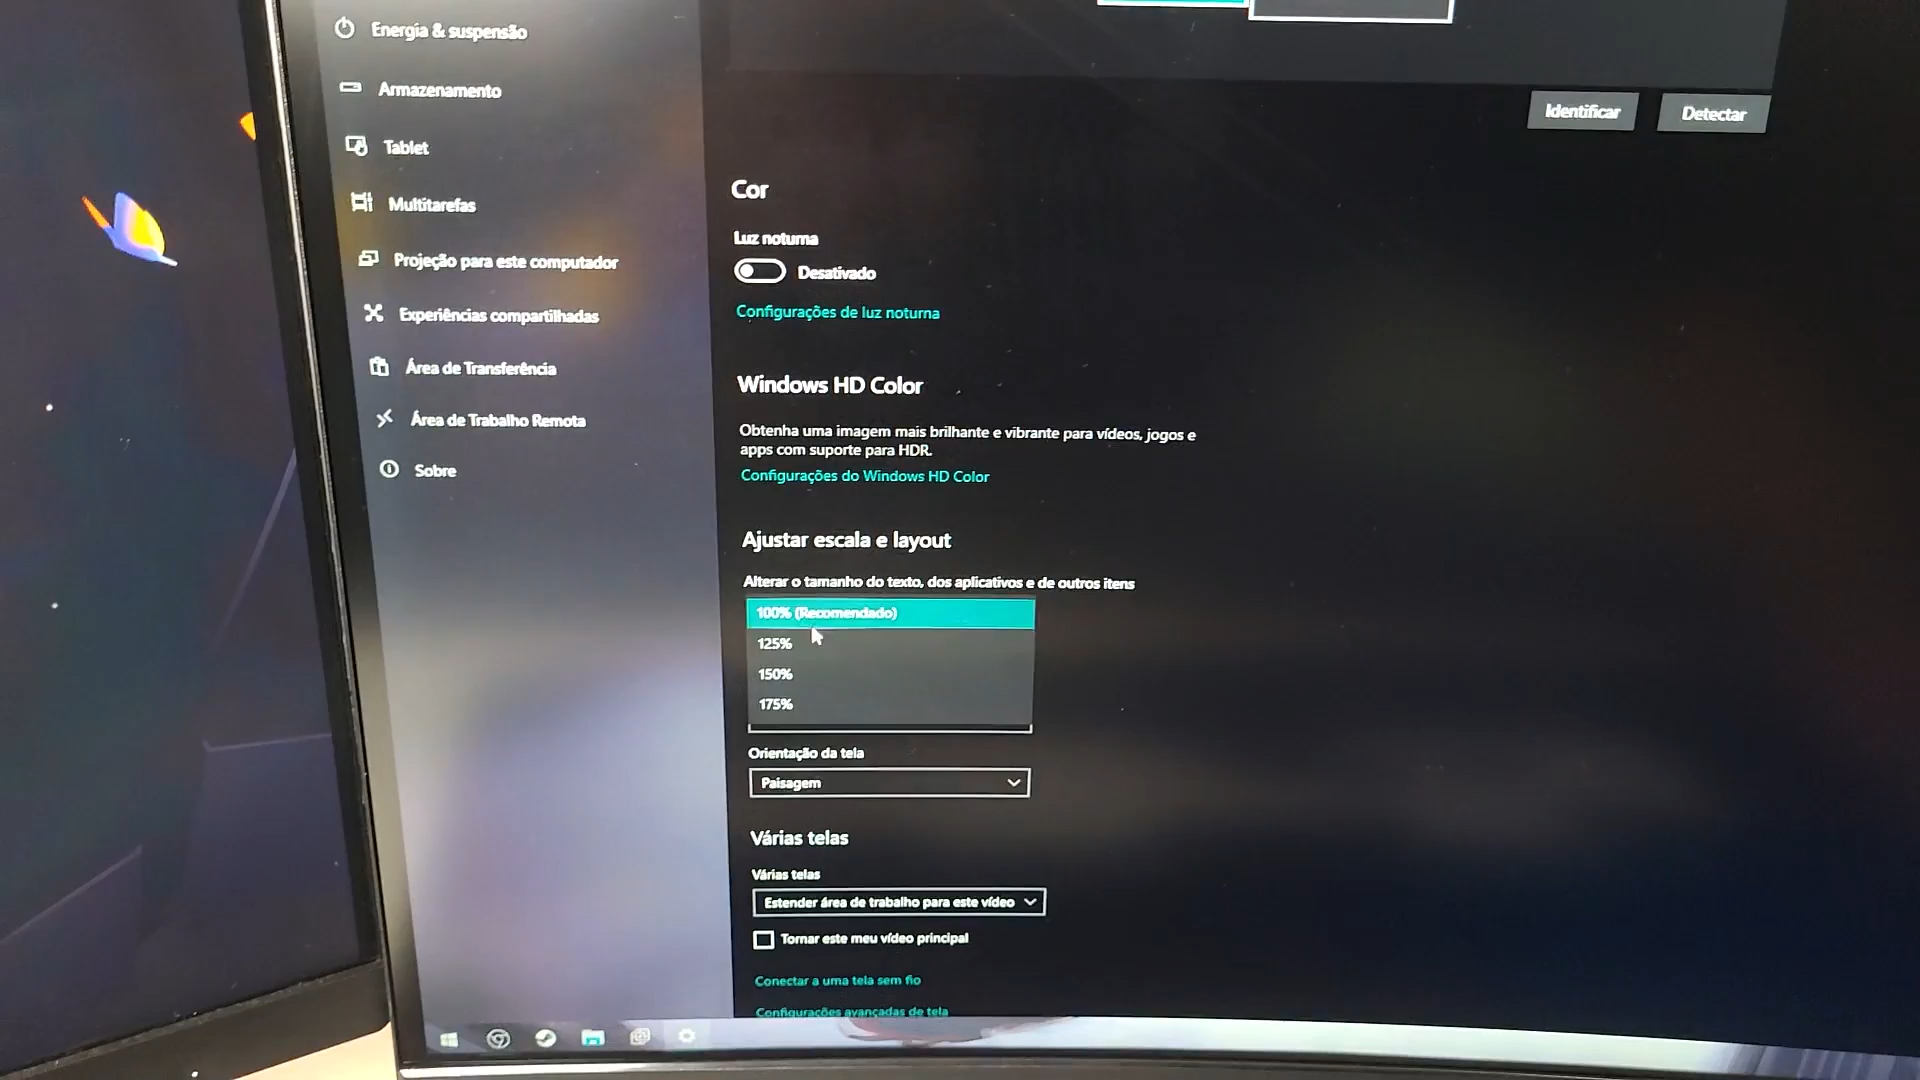 Energia & suspensão
Armazenamento
Tablet
Multitarefas
Projeção para este computador
Experiências compartilhadas
Área de Transferência
Área de Trabalho Remota
Sobre
Identificar
Detectar
Cor
Luz noturna
Desativado
Configurações de luz noturna
Windows HD Color
Obtenha uma imagem mais brilhante e vibrante para vídeos, jogos e
apps com suporte para HDR.
Configurações do Windows HD Color
Ajustar escala e layout
Alterar o tamanho do texto, dos aplicativos e de outros itens
100% (Recomendado)
125%
150%
175%
Orientação da tela
Paisagem
Várias telas
Várias telas
Estender área de trabalho para este vídeo
Tornar este meu vídeo principal
Conectar a uma tela sem fio
Configurações avançadas de tela